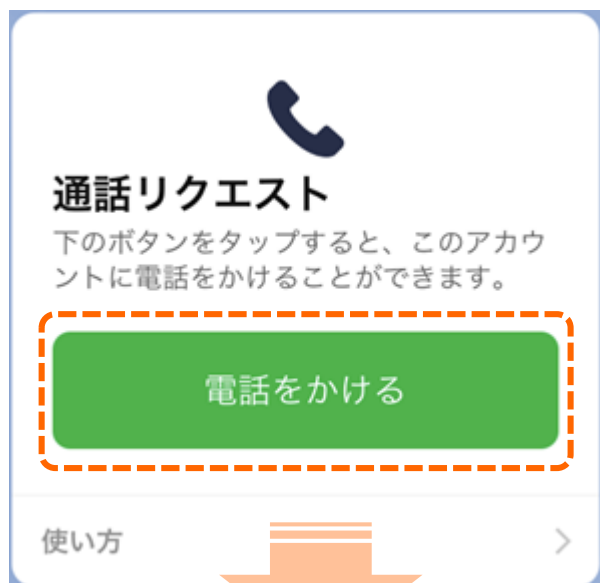 通話リクエスト
下のボタンをタップすると、このアカウ
ントに電話をかけることができます。
電話をかける
使い方